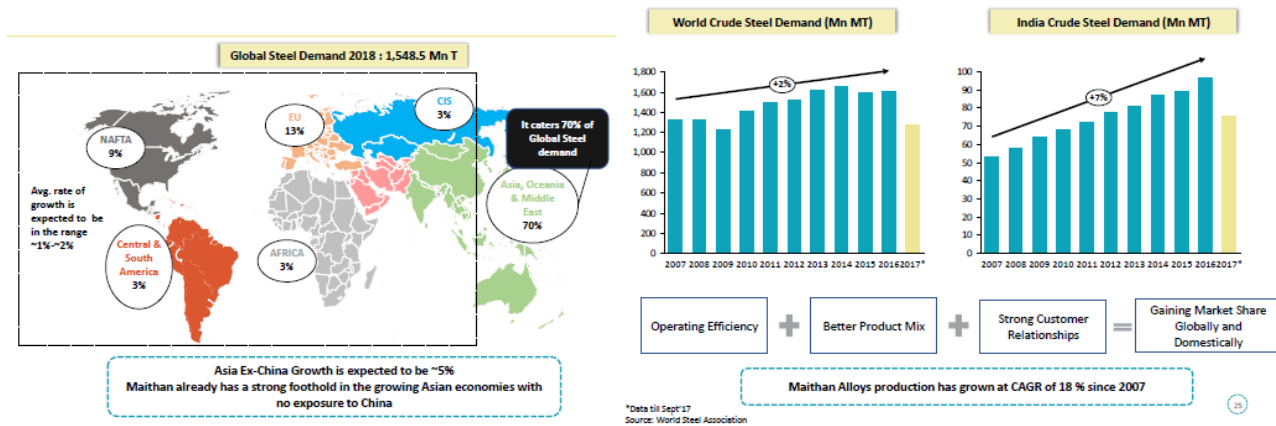 Global Steel Demand 2018 : 1,548.5 Mn T
NAFTA
9%
EU
13%
CIS
3%
It caters 70% of
Global Steel
demand
Avg. rate of
growth is
expected to be
in the range
~1%-~2%
Asia, Oceania
& Middle
East
70%
Central &
South
America
3%
AFRICA
3%
Asia Ex-China Growth is expected to be ~5%
Maithan already has a strong foothold in the growing Asian economies with
no exposure to China
World Crude Steel Demand (Mn MT)
1,800
1,600
1,400
1,200
1,000
800
600
400
200
0
+2%
2007 2008 2009 2010 2011 2012 2013 2014 2015 2016 2017*
India Crude Steel Demand (Mn MT)
100
90
80
70
60
50
40
30
20
10
0
+7%
2007 2008 2009 2010 2011 2012 2013 2014 2015 2016 2017*
Operating Efficiency
+
Better Product Mix
+
Strong Customer
Relationships
=
Gaining Market Share
Globally and
Domestically
Maithan Alloys production has grown at CAGR of 18 % since 2007
*Data till Sept'17
Source: World Steel Association
25